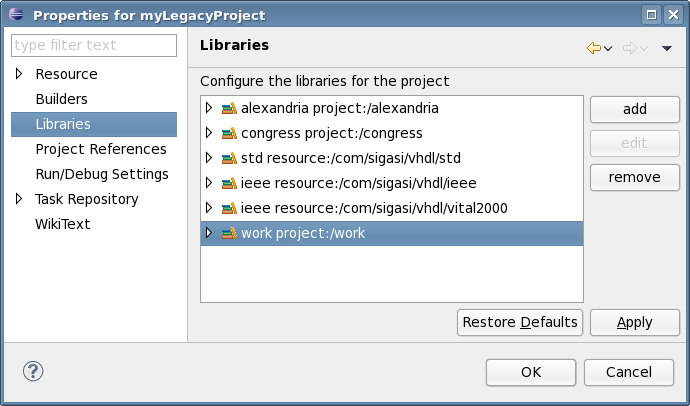 Properties for myLegacyProject
type filter text
Resource
Builders
Libraries
Project References
Run/Debug Settings
Task Repository
WikiText
Libraries
Configure the libraries for the project
alexandria project:/alexandria
congress project:/congress
std resource:/com/sigasi/vhdl/std
ieee resource:/com/sigasi/vhdl/ieee
ieee resource:/com/sigasi/vhdl/vital2000
work project:/work
add
edit
remove
Restore Defaults
Apply
?
OK
Cancel